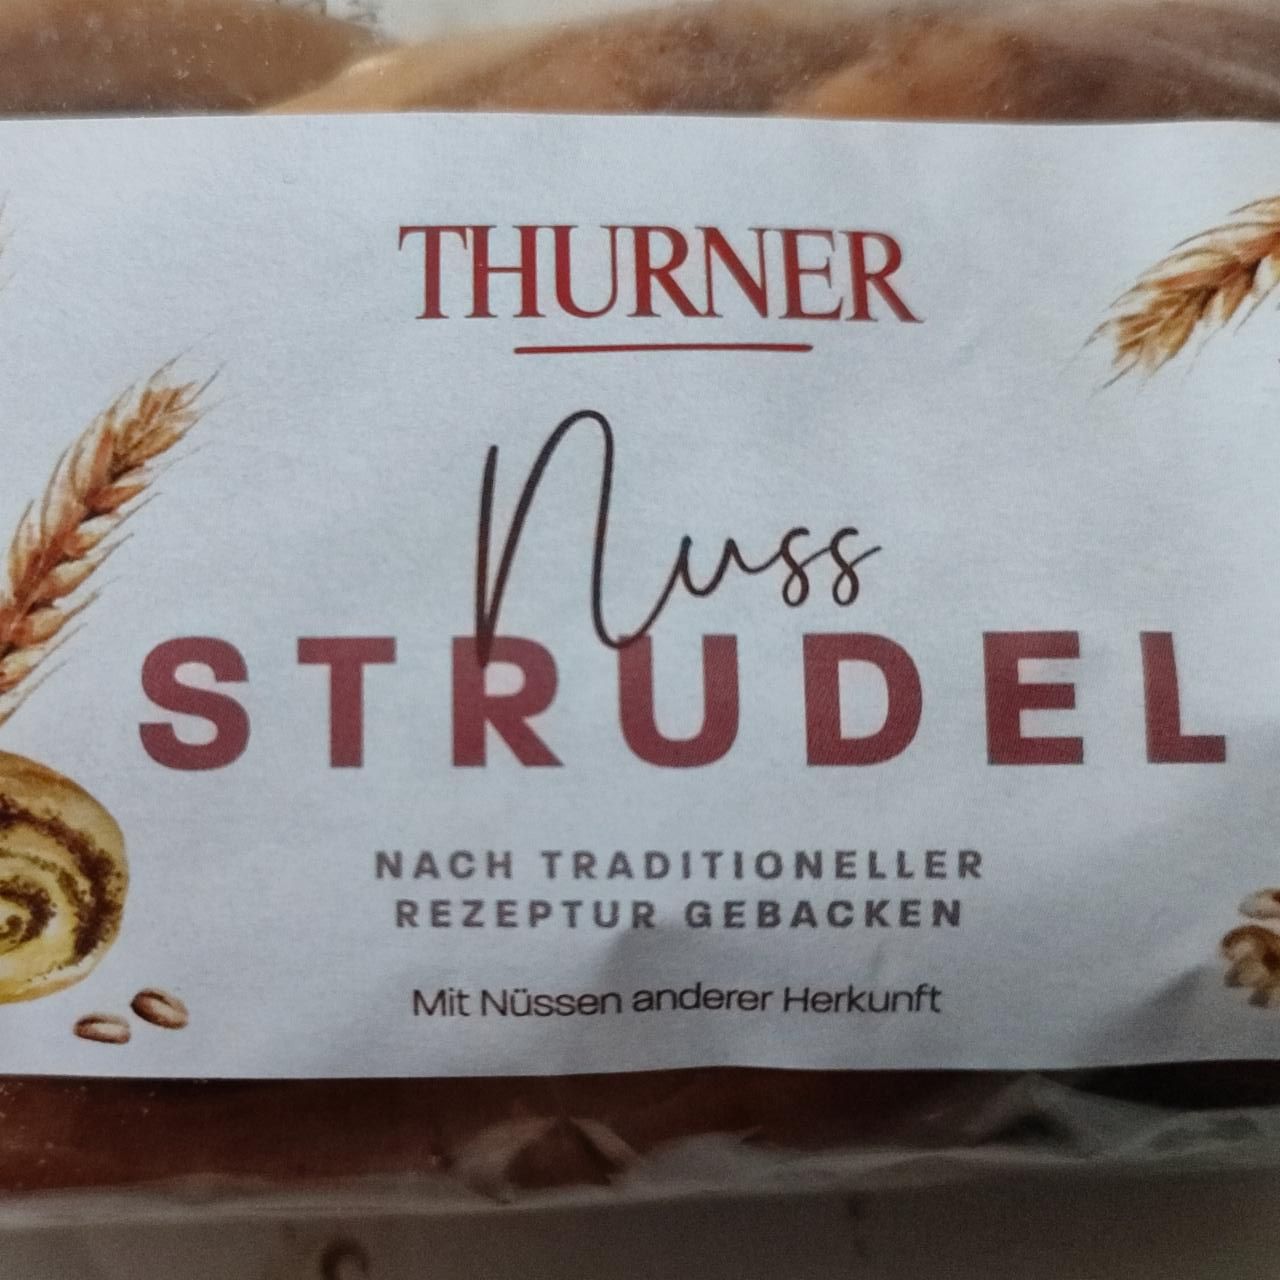 THURNER
Nuss
STRUDEL
NACH TRADITIONELLER
REZEPTUR GEBACKEN
Mit Nüssen anderer Herkunft